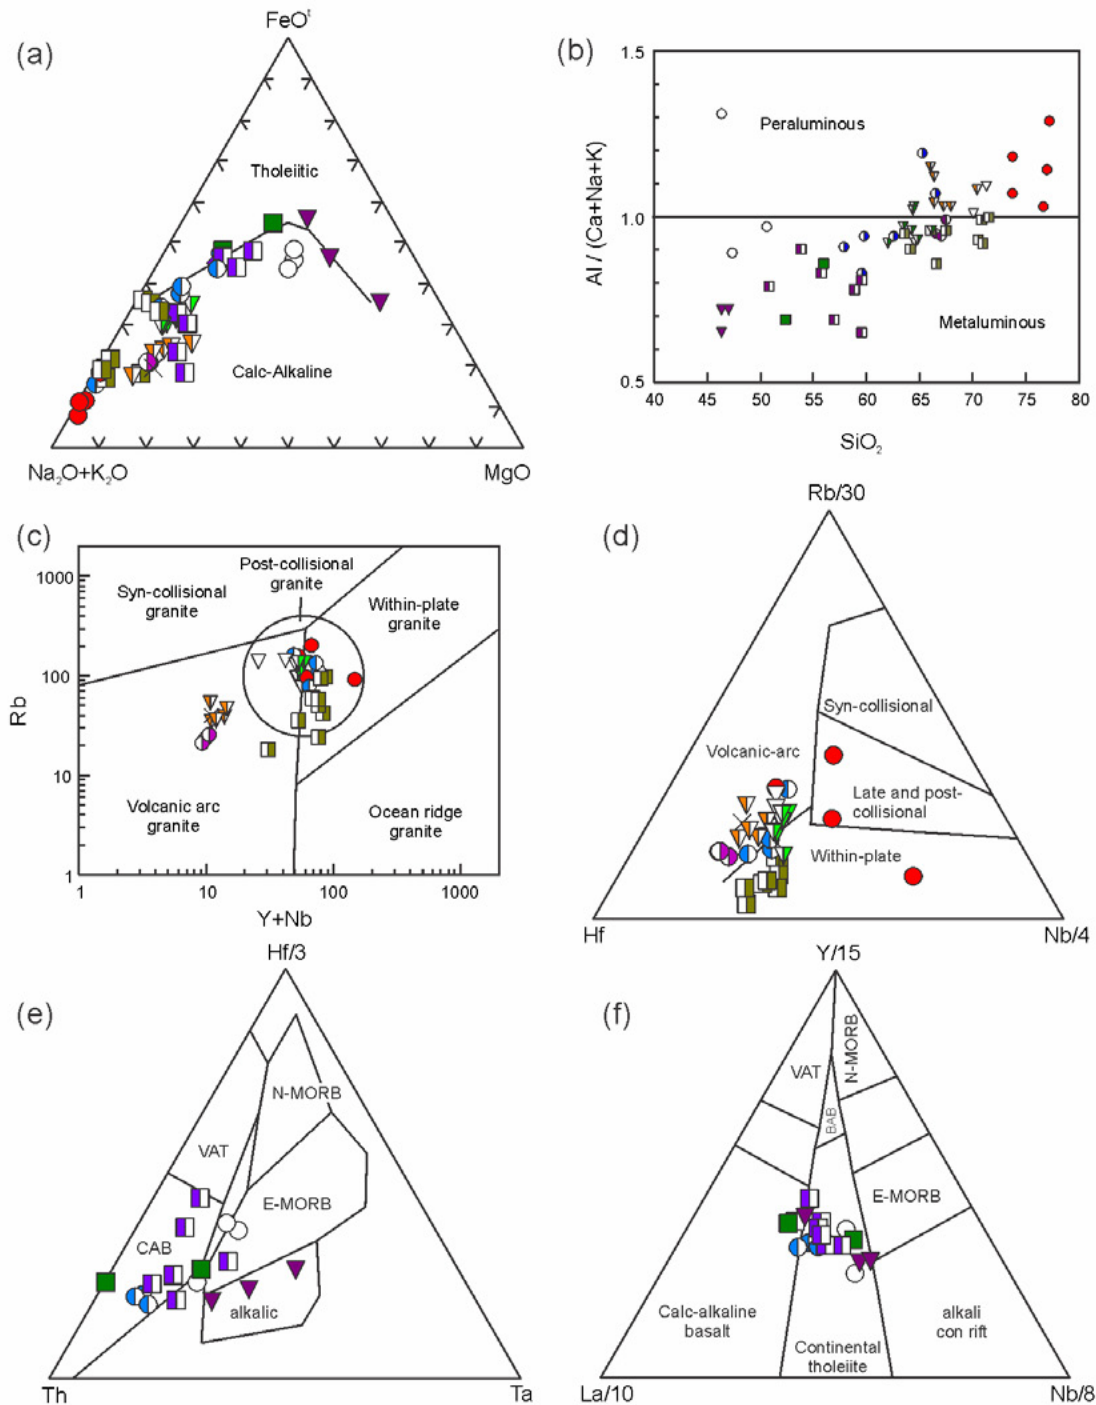 (a)
FeOᵗ
Tholeiitic
Calc-Alkaline
Na₂O+K₂O
MgO
(b)
1.5
1.0
0.5
Al / (Ca+Na+K)
Peraluminous
Metaluminous
40 45 50 55 60 65 70 75 80
SiO₂
(c)
1000
100
10
1
Rb
Syn-collisional
granite
Post-collisional
granite
Within-plate
granite
Volcanic arc
granite
Ocean ridge
granite
1 10 100 1000
Y+Nb
(d)
Rb/30
Syn-collisional
Volcanic-arc
Late and post-
collisional
Within-plate
Hf
Nb/4
(e)
Hf/3
N-MORB
VAT
E-MORB
CAB
alkalic
Th
Ta
(f)
Y/15
N-MORB
VAT
BAB
E-MORB
Calc-alkaline
basalt
Continental
tholeiite
alkali
con rift
La/10
Nb/8